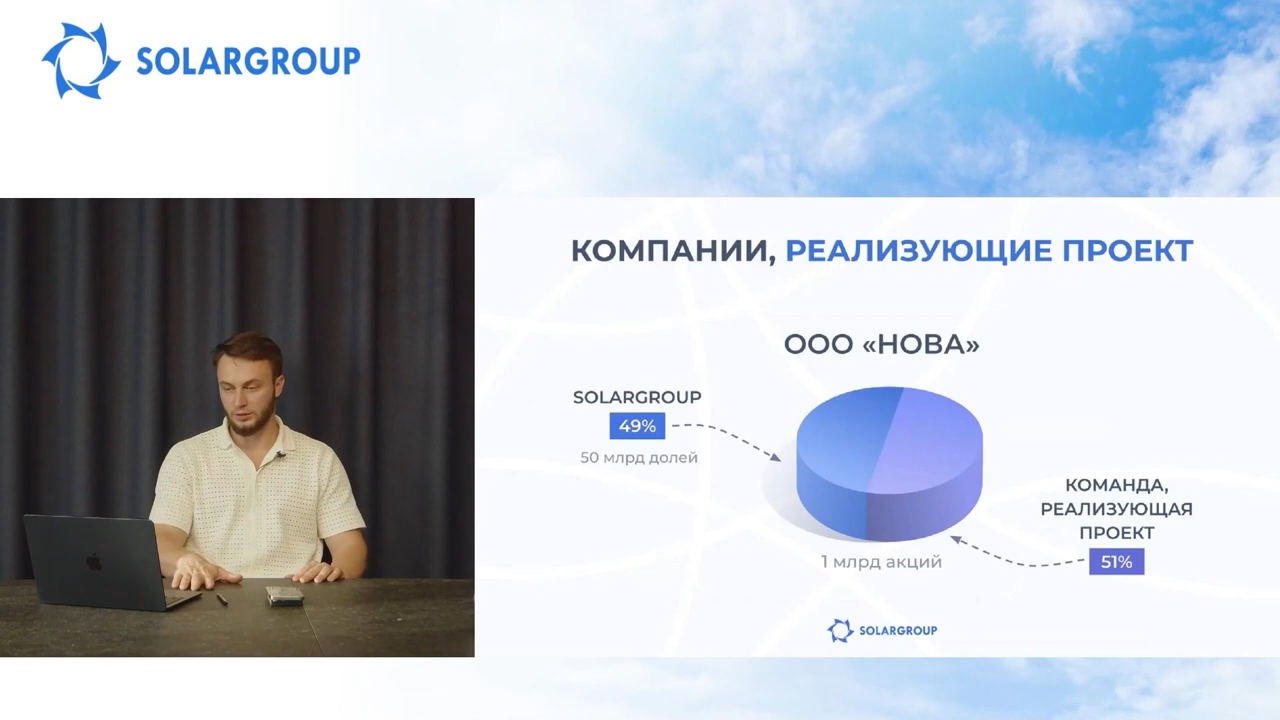 SOLARGROUP
КОМПАНИИ, РЕАЛИЗУЮЩИЕ ПРОЕКТ
ООО «НОВА»
SOLARGROUP
49%
50 млрд долей
КОМАНДА,
РЕАЛИЗУЮЩАЯ
ПРОЕКТ
51%
1 млрд акций
SOLARGROUP